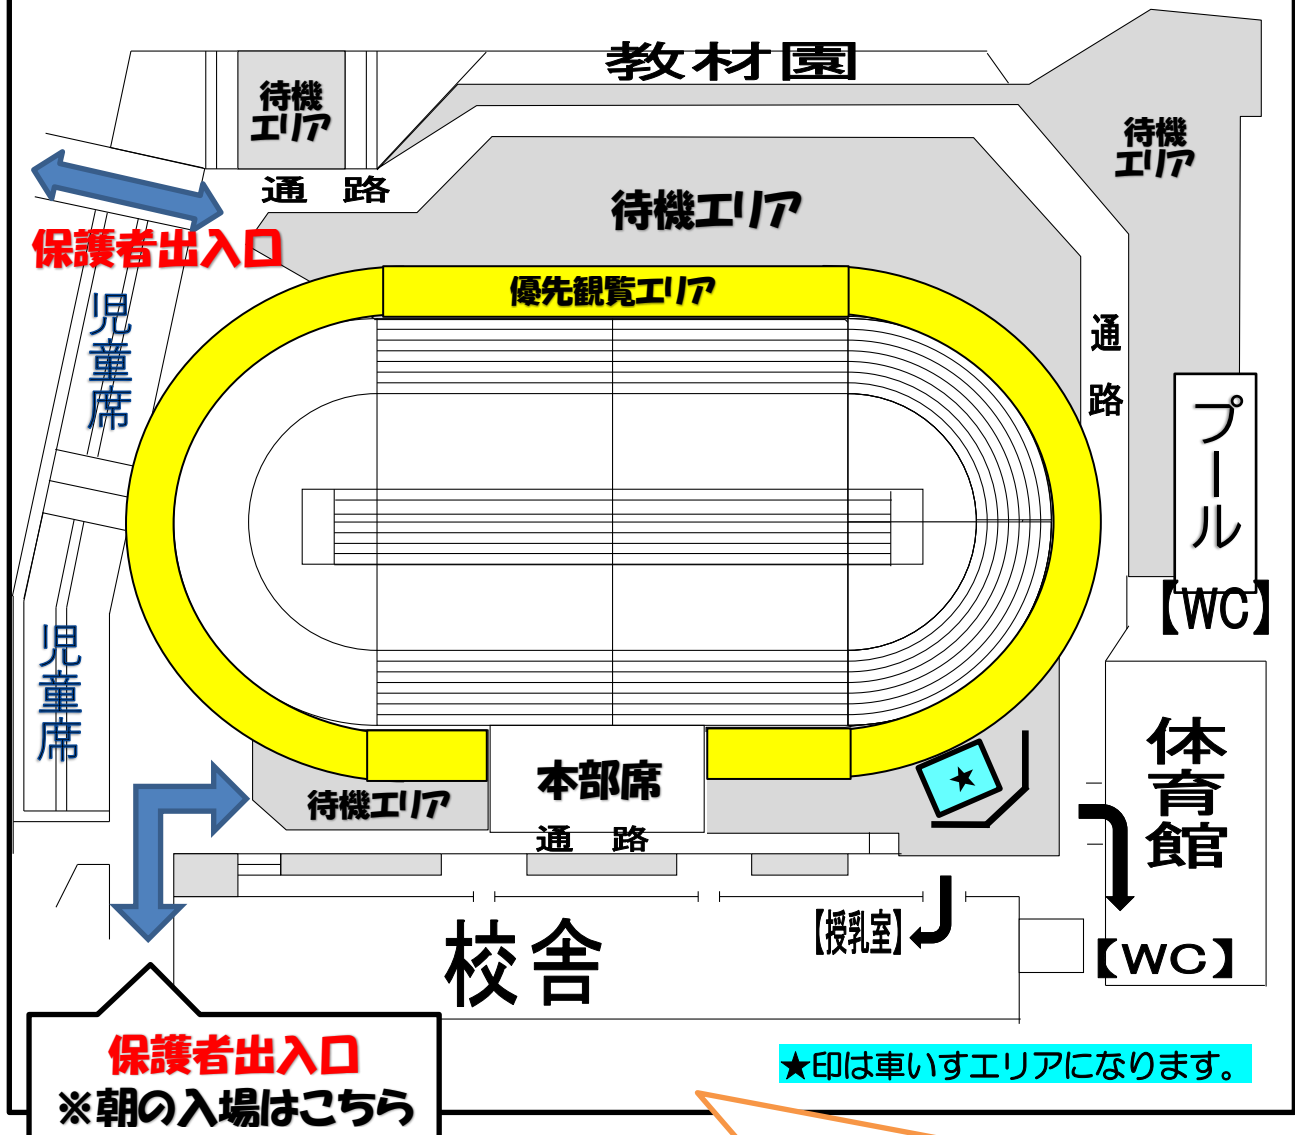 教材園
待機
エリア
待機
エリア
通 路
待機エリア
保護者出入口
優先観覧エリア
児童席
通路
プール
【WC】
児童席
体育館
本部席
待機エリア
★
通 路
【授乳室】
校舎
【WC】
保護者出入口
※朝の入場はこちら
★印は車いすエリアになります。